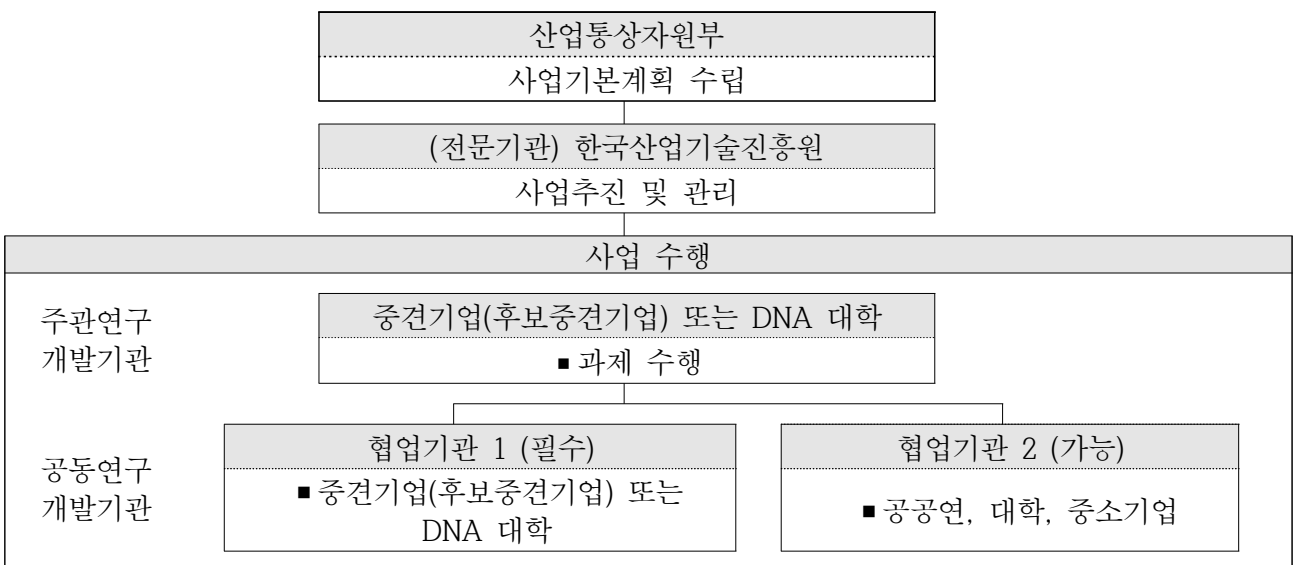 산업통상자원부
사업기본계획 수립
(전문기관) 한국산업기술진흥원
사업추진 및 관리
사업 수행
주관연구
개발기관
중견기업(후보중견기업) 또는 DNA 대학
▪과제 수행
공동연구
개발기관
협업기관 1 (필수)
▪중견기업(후보중견기업) 또는
DNA 대학
협업기관 2 (가능)
▪공공연, 대학, 중소기업